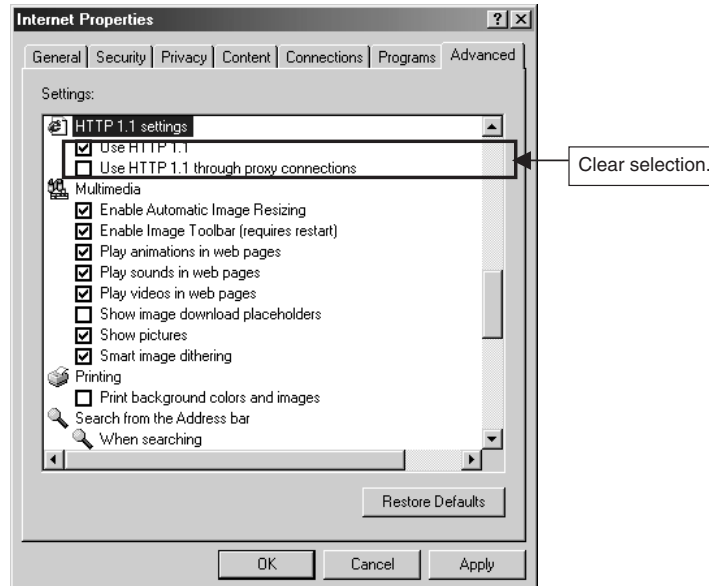 Internet Properties
General Security Privacy Content Connections Programs Advanced
Settings:
HTTP 1.1 settings
Use HTTP 1.1
Use HTTP 1.1 through proxy connections
Clear selection.
Multimedia
Enable Automatic Image Resizing
Enable Image Toolbar (requires restart)
Play animations in web pages
Play sounds in web pages
Play videos in web pages
Show image download placeholders
Show pictures
Smart image dithering
Printing
Print background colors and images
Search from the Address bar
When searching
Restore Defaults
OK Cancel Apply